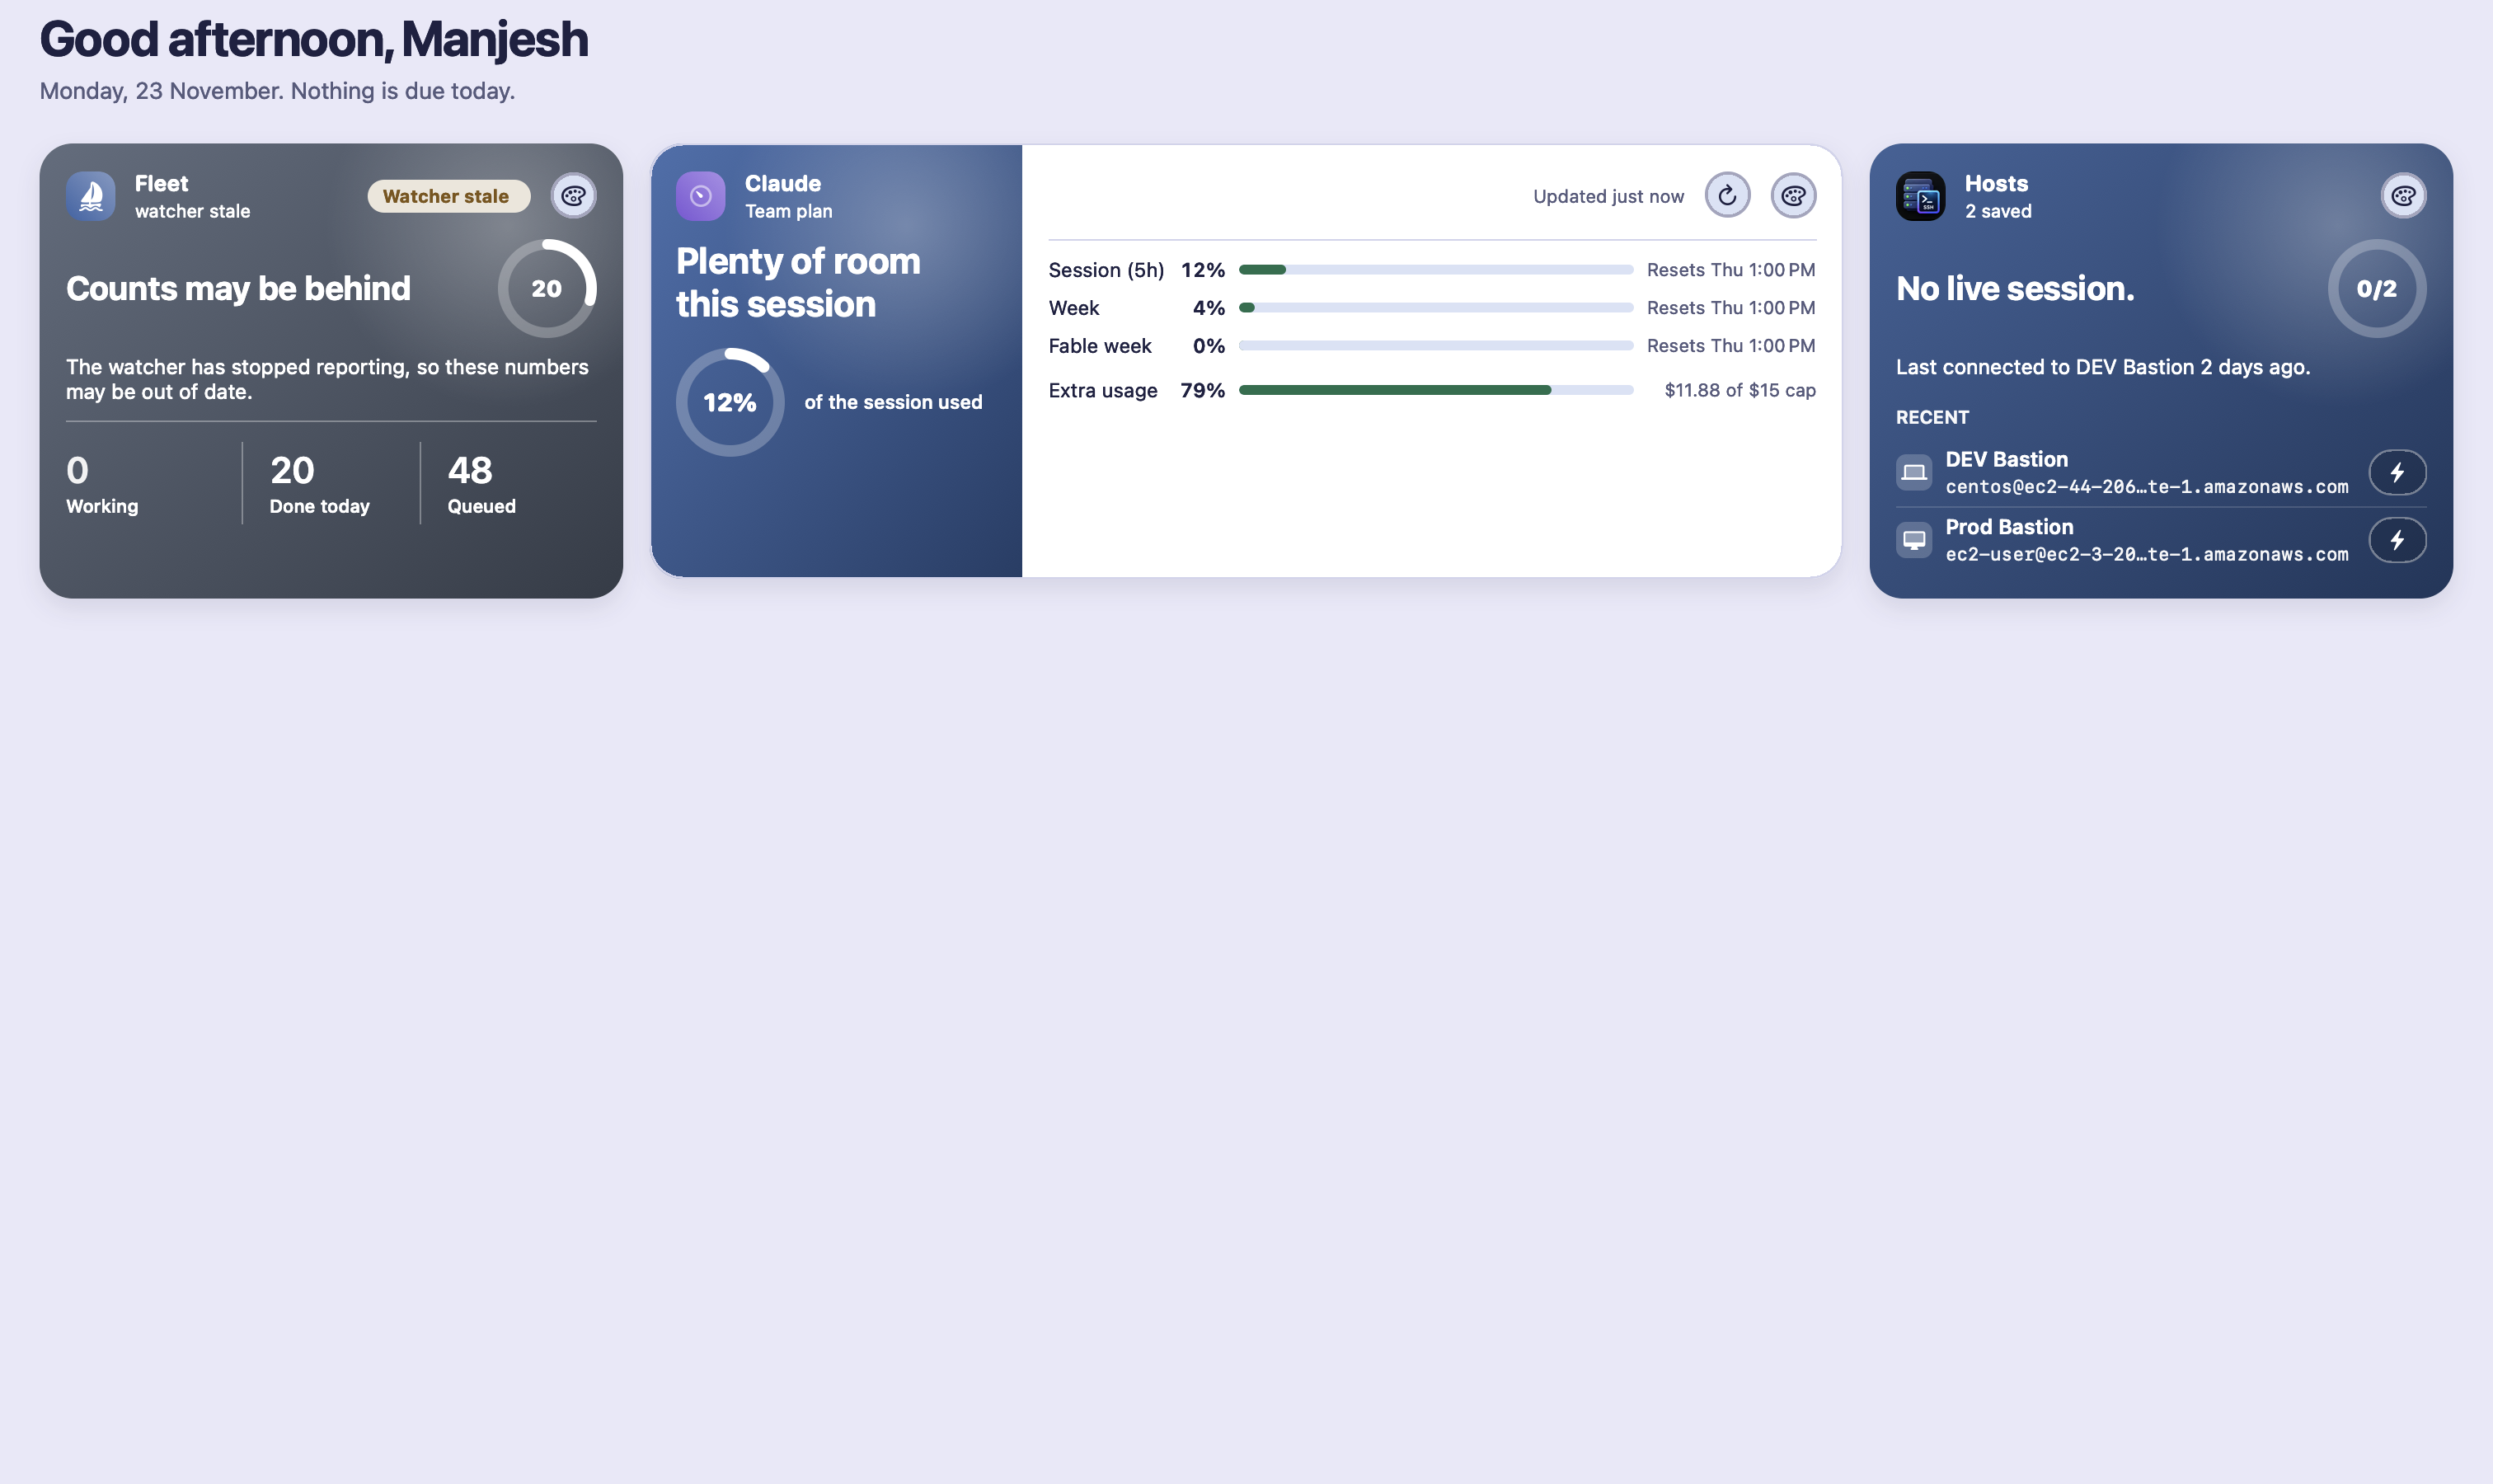 Good afternoon, Manjesh
Monday, 23 November. Nothing is due today.
Fleet
watcher stale
Watcher stale
Counts may be behind
20
The watcher has stopped reporting, so these numbers
may be out of date.
0
Working
20
Done today
48
Queued
Claude
Team plan
Plenty of room
this session
12%
of the session used
Updated just now
Session (5h) 12% Resets Thu 1:00 PM
Week 4% Resets Thu 1:00 PM
Fable week 0% Resets Thu 1:00 PM
Extra usage 79% $11.88 of $15 cap
Hosts
2 saved
SSH
No live session.
0/2
Last connected to DEV Bastion 2 days ago.
RECENT
DEV Bastion
centos@ec2-44-206…te-1.amazonaws.com
Prod Bastion
ec2-user@ec2-3-20…te-1.amazonaws.com